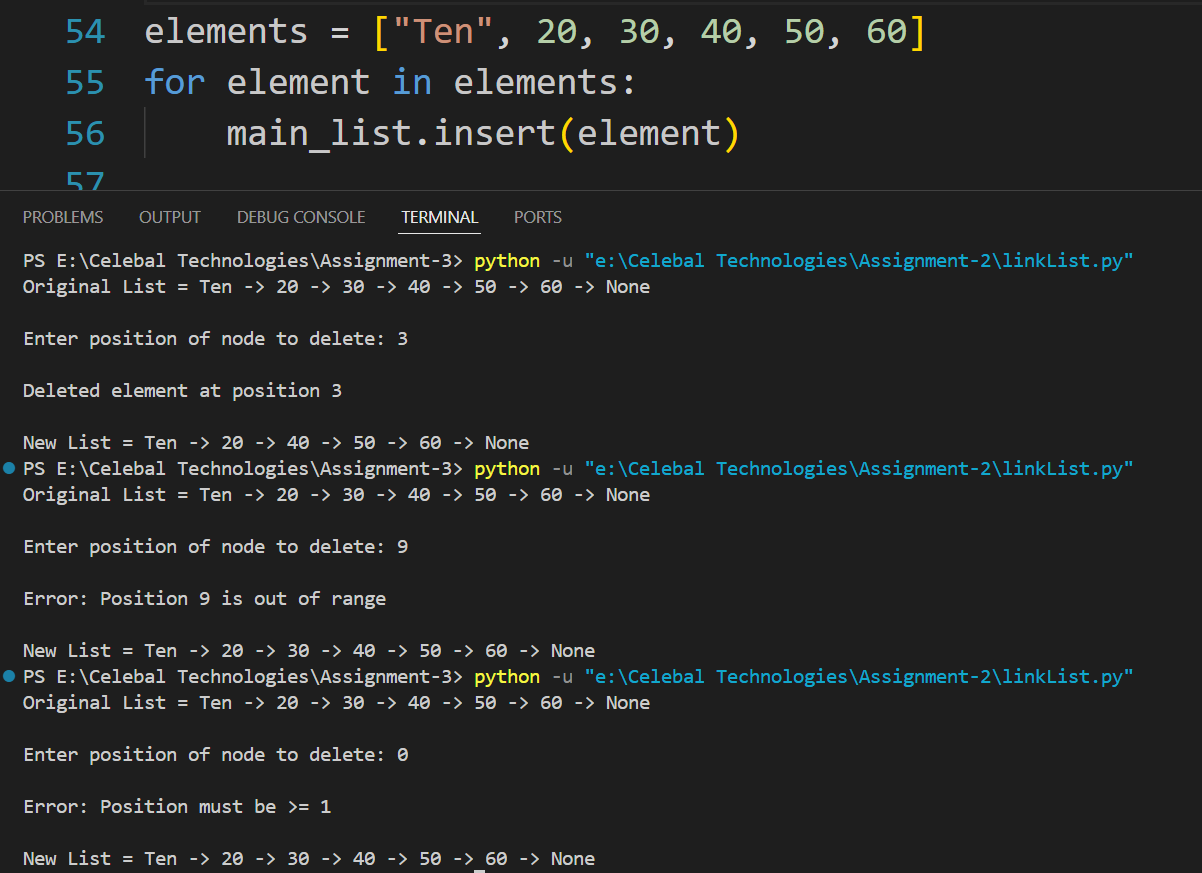 54 elements = ["Ten", 20, 30, 40, 50, 60]
55 for element in elements:
56     main_list.insert(element)
57
PROBLEMS OUTPUT DEBUG CONSOLE TERMINAL PORTS
PS E:\Celebal Technologies\Assignment-3> python -u "e:\Celebal Technologies\Assignment-2\linkList.py"
Original List = Ten -> 20 -> 30 -> 40 -> 50 -> 60 -> None
Enter position of node to delete: 3
Deleted element at position 3
New List = Ten -> 20 -> 40 -> 50 -> 60 -> None
PS E:\Celebal Technologies\Assignment-3> python -u "e:\Celebal Technologies\Assignment-2\linkList.py"
Original List = Ten -> 20 -> 30 -> 40 -> 50 -> 60 -> None
Enter position of node to delete: 9
Error: Position 9 is out of range
New List = Ten -> 20 -> 30 -> 40 -> 50 -> 60 -> None
PS E:\Celebal Technologies\Assignment-3> python -u "e:\Celebal Technologies\Assignment-2\linkList.py"
Original List = Ten -> 20 -> 30 -> 40 -> 50 -> 60 -> None
Enter position of node to delete: 0
Error: Position must be >= 1
New List = Ten -> 20 -> 30 -> 40 -> 50 -> 60 -> None